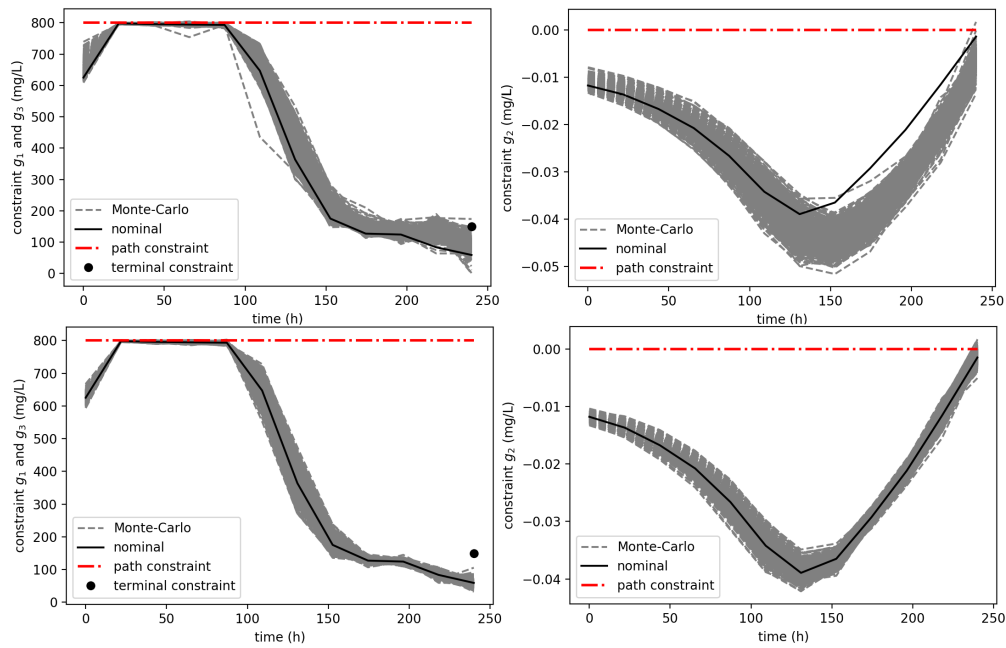 constraint g₁ and g₃ (mg/L)
800
700
600
500
400
300
200
100
0
Monte-Carlo
nominal
path constraint
terminal constraint
0
50
100
150
200
250
time (h)
constraint g₂ (mg/L)
0.00
−0.01
−0.02
−0.03
−0.04
−0.05
Monte-Carlo
nominal
path constraint
0
50
100
150
200
250
time (h)
constraint g₁ and g₃ (mg/L)
800
700
600
500
400
300
200
100
0
Monte-Carlo
nominal
path constraint
terminal constraint
0
50
100
150
200
250
time (h)
constraint g₂ (mg/L)
0.00
−0.01
−0.02
−0.03
−0.04
Monte-Carlo
nominal
path constraint
0
50
100
150
200
250
time (h)